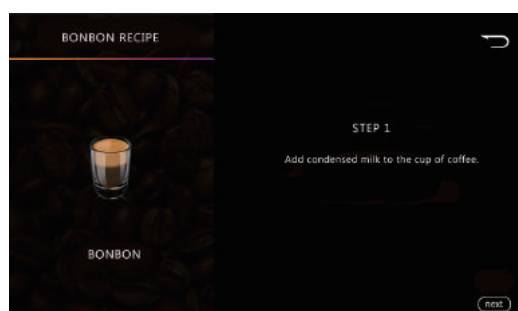 BONBON RECIPE
STEP 1
Add condensed milk to the cup of coffee.
BONBON
next